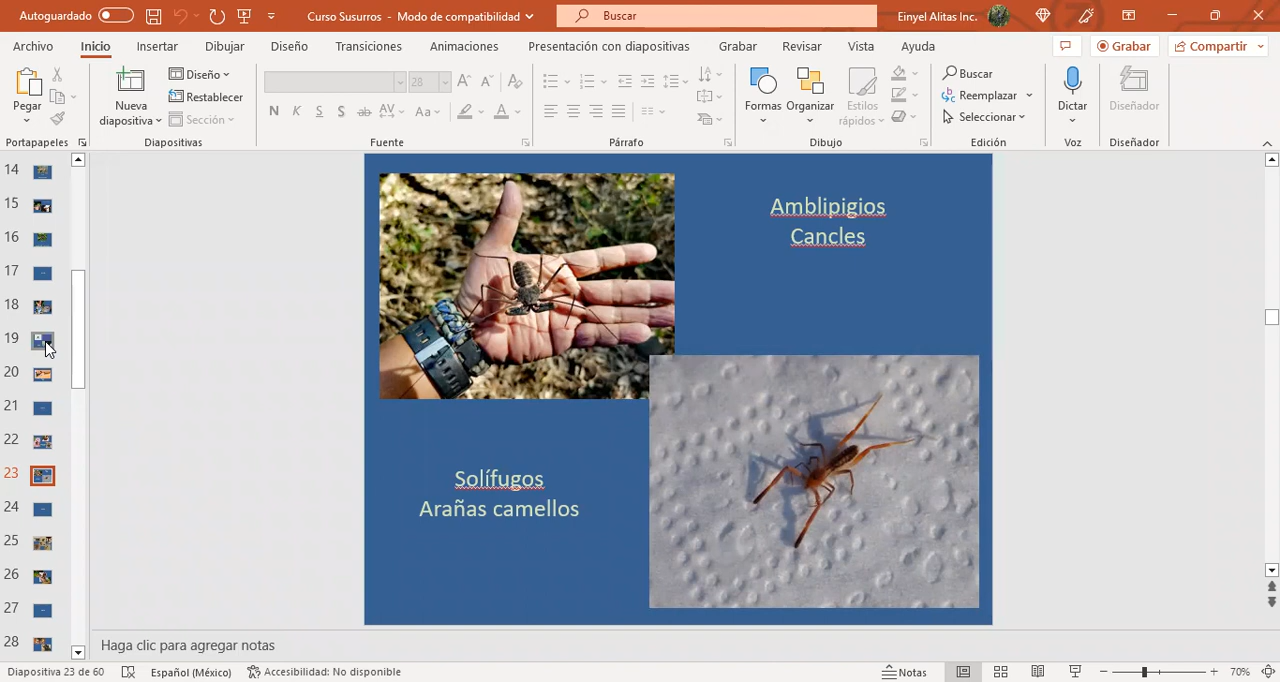 Autoguardado
Curso Susurros - Modo de compatibilidad
Buscar
Einyel Alitas Inc.
Archivo Inicio Insertar Dibujar Diseño Transiciones Animaciones Presentación con diapositivas Grabar Revisar Vista Ayuda
Grabar
Compartir
Pegar
Portapapeles
Nueva diapositiva
Diseño
Restablecer
Sección
Diapositivas
28
N K S S ab AV Aa A
Fuente
Párrafo
Formas
Organizar
Estilos rápidos
Dibujo
Buscar
Reemplazar
Seleccionar
Edición
Dictar
Voz
Diseñador
Diseñador
14
15
16
17
18
19
20
21
22
23
24
25
26
27
28
Amblipigios
Cancles
Solífugos
Arañas camellos
Haga clic para agregar notas
Diapositiva 23 de 60
Español (México)
Accesibilidad: No disponible
Notas
70%